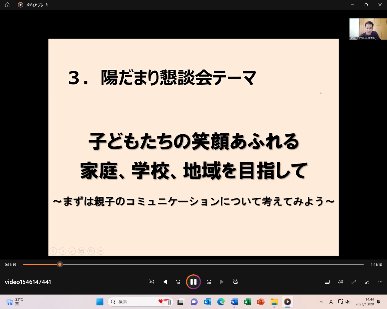 ３．陽だまり懇談会テーマ
子どもたちの笑顔あふれる
家庭、学校、地域を目指して
～まずは親子のコミュニケーションについて考えてみよう～
video1546147441
検索